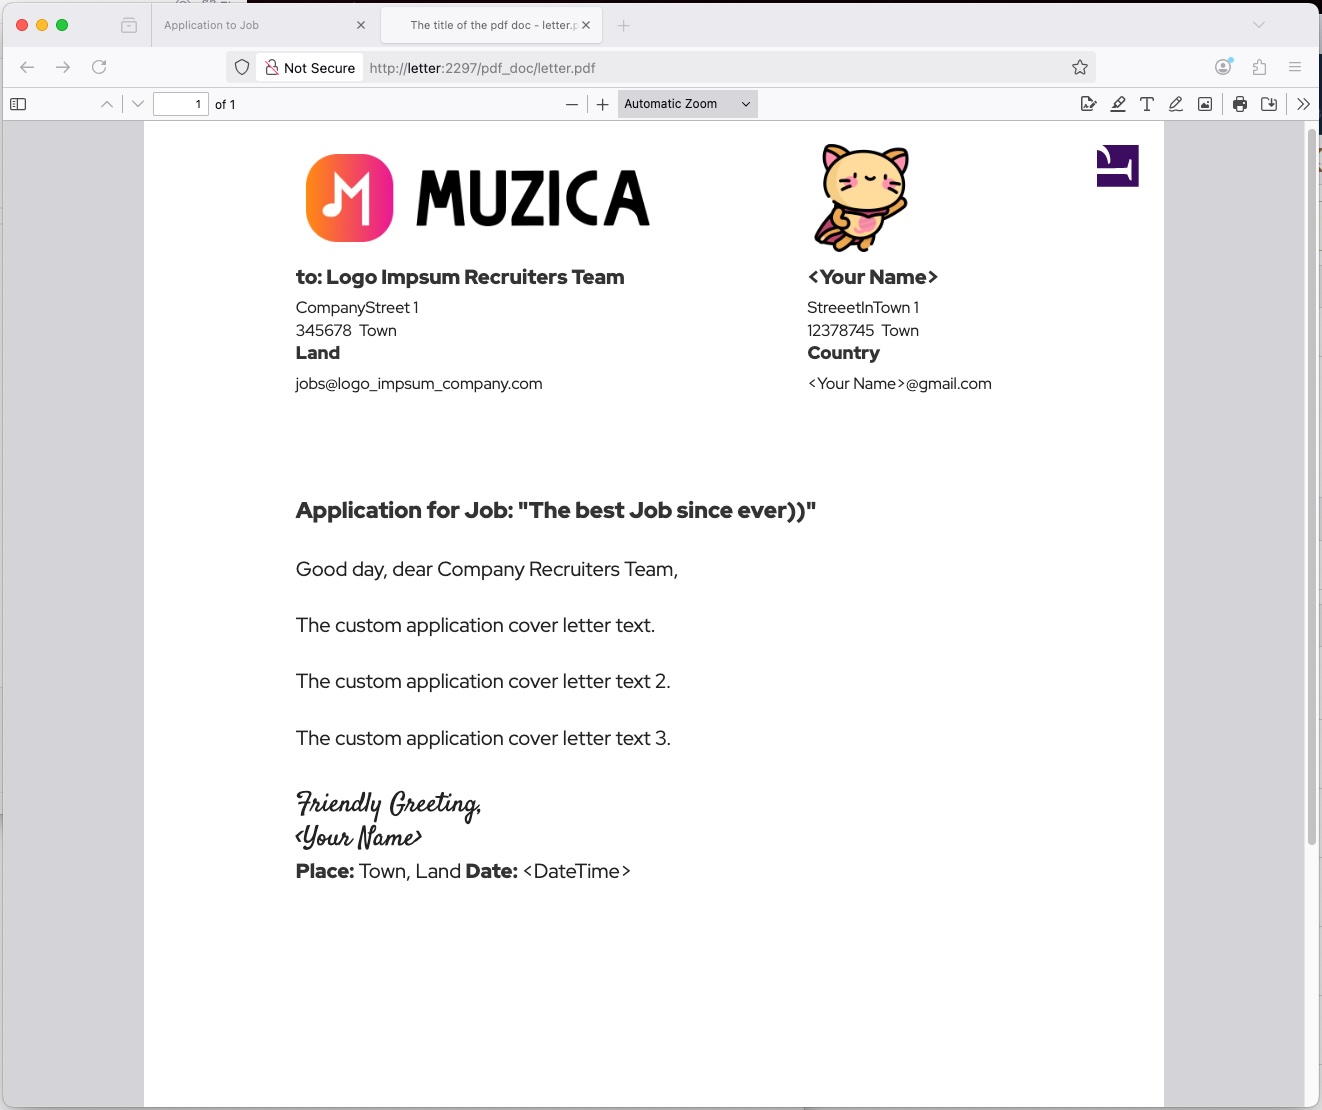 Application to Job
The title of the pdf doc - letter.p
Not Secure
http://letter:2297/pdf_doc/letter.pdf
1 of 1
Automatic Zoom
MUZICA
to: Logo Impsum Recruiters Team
CompanyStreet 1
345678 Town
Land
jobs@logo_impsum_company.com
<Your Name>
StreeetInTown 1
12378745 Town
Country
<Your Name>@gmail.com
Application for Job: "The best Job since ever))"
Good day, dear Company Recruiters Team,
The custom application cover letter text.
The custom application cover letter text 2.
The custom application cover letter text 3.
Friendly Greeting,
<Your Name>
Place: Town, Land Date: <DateTime>